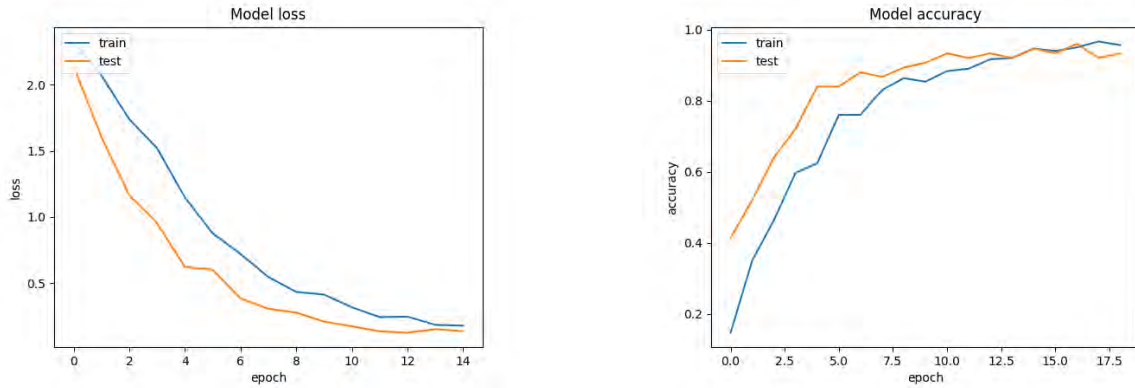 Model loss
train
test
2.0
1.5
1.0
0.5
loss
0 2 4 6 8 10 12 14
epoch
Model accuracy
train
test
1.0
0.8
0.6
0.4
0.2
accuracy
0.0 2.5 5.0 7.5 10.0 12.5 15.0 17.5
epoch